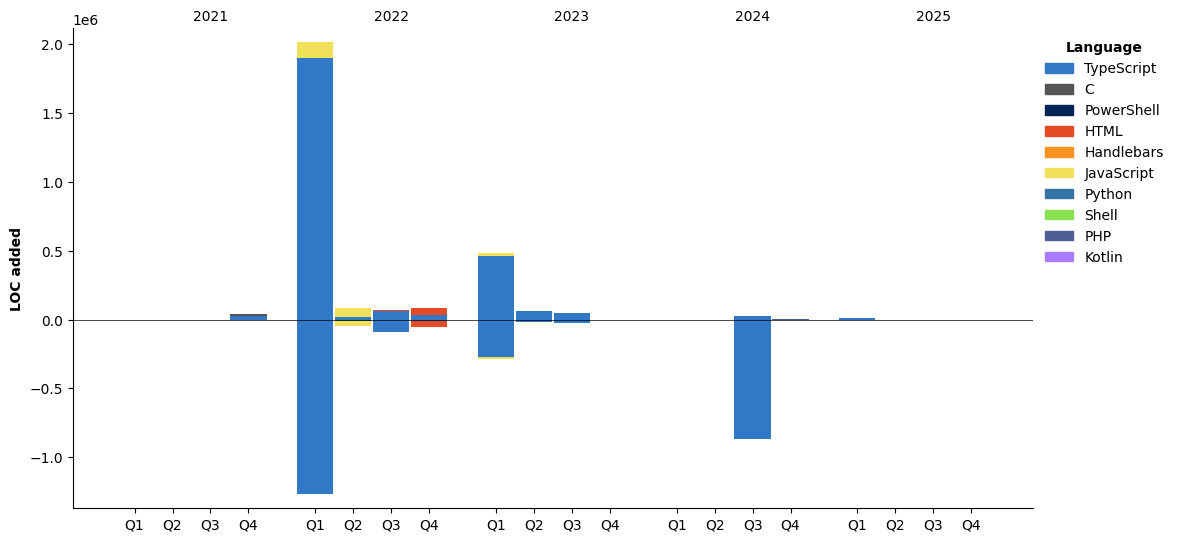 1e6
2021 2022 2023 2024 2025
Language
TypeScript
C
PowerShell
HTML
Handlebars
JavaScript
Python
Shell
PHP
Kotlin
LOC added
2.0
1.5
1.0
0.5
0.0
−0.5
−1.0
Q1 Q2 Q3 Q4 Q1 Q2 Q3 Q4 Q1 Q2 Q3 Q4 Q1 Q2 Q3 Q4 Q1 Q2 Q3 Q4